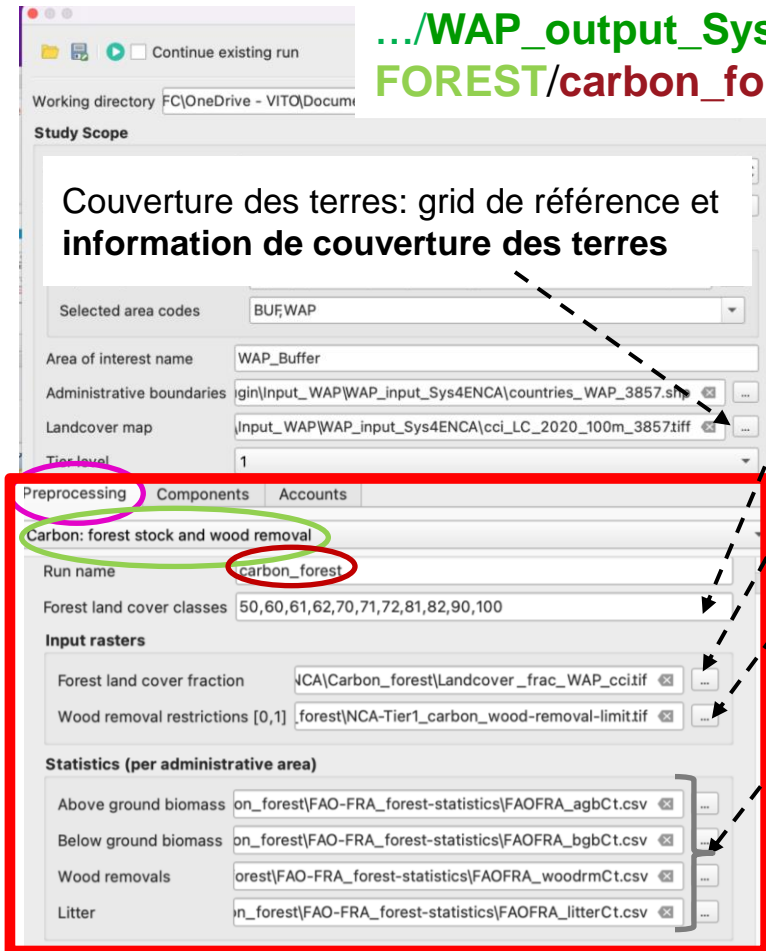 .../WAP_output_Sys
FOREST/carbon_fo
Continue existing run
Working directory FC\OneDrive - VITO\Docume
Study Scope
Couverture des terres: grid de référence et
information de couverture des terres
Selected area codes BUF,WAP
Area of interest name WAP_Buffer
Administrative boundaries ıgin\Input_WAP\WAP_input_Sys4ENCA\countries_WAP_3857.shp ...
Landcover map \Input_WAP\WAP_input_Sys4ENCA\cci_LC_2020_100m_3857.tiff ...
Tier level 1
Preprocessing Components Accounts
Carbon: forest stock and wood removal
Run name carbon_forest
Forest land cover classes 50,60,61,62,70,71,72,81,82,90,100
Input rasters
Forest land cover fraction NCA\Carbon_forest\Landcover_frac_WAP_cci.tif ...
Wood removal restrictions [0,1] _forest\NCA-Tier1_carbon_wood-removal-limit.tif ...
Statistics (per administrative area)
Above ground biomass on_forest\FAO-FRA_forest-statistics\FAOFRA_agbCt.csv ...
Below ground biomass on_forest\FAO-FRA_forest-statistics\FAOFRA_bgbCt.csv ...
Wood removals orest\FAO-FRA_forest-statistics\FAOFRA_woodrmCt.csv ...
Litter n_forest\FAO-FRA_forest-statistics\FAOFRA_litterCt.csv ...